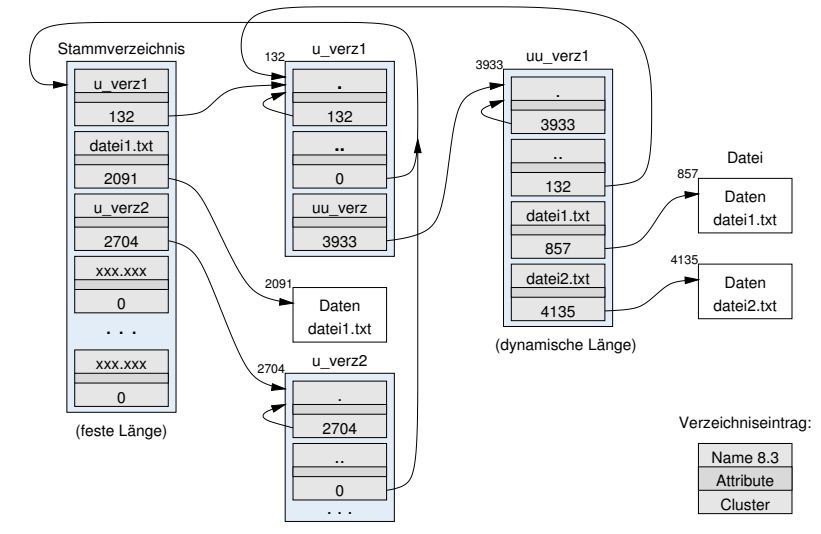 Stammverzeichnis
u_verz1
132
datei1.txt
2091
u_verz2
2704
xxx.xxx
0
. . .
xxx.xxx
0
(feste Länge)
132
u_verz1
.
132
..
0
uu_verz
3933
2091
Daten
datei1.txt
2704
u_verz2
.
2704
..
0
. . .
3933
uu_verz1
.
3933
..
132
datei1.txt
857
datei2.txt
4135
(dynamische Länge)
Datei
857
Daten
datei1.txt
4135
Daten
datei2.txt
Verzeichniseintrag:
Name 8.3
Attribute
Cluster